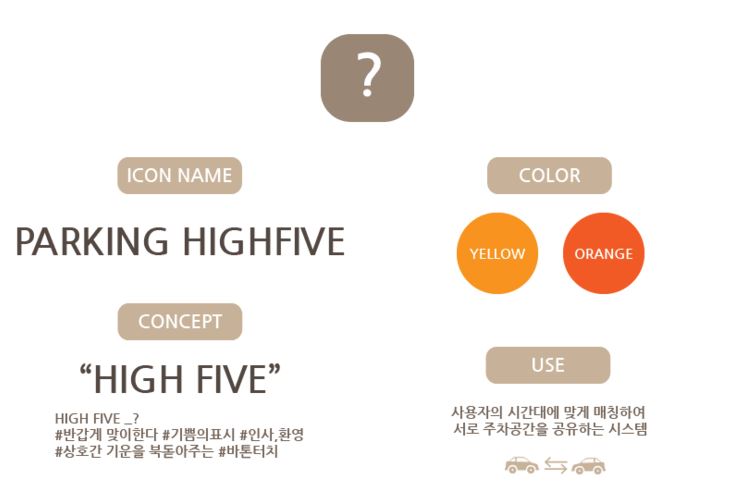 ?
ICON NAME
PARKING HIGHFIVE
CONCEPT
“HIGH FIVE”
HIGH FIVE _?
#반갑게 맞이한다 #기쁨의표시 #인사,환영
#상호간 기운을 북돋아주는 #바톤터치
COLOR
YELLOW
ORANGE
USE
사용자의 시간대에 맞게 매칭하여
서로 주차공간을 공유하는 시스템